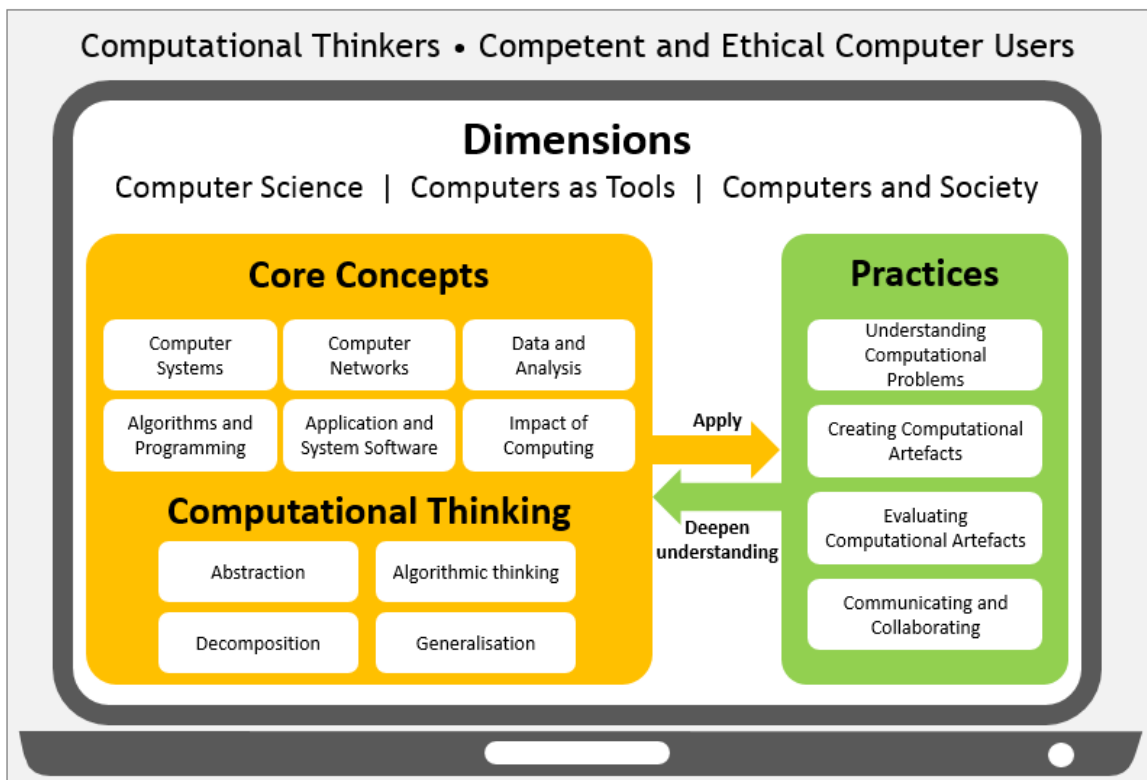 Computational Thinkers • Competent and Ethical Computer Users
Dimensions
Computer Science | Computers as Tools | Computers and Society
Core Concepts
Computer
Systems
Computer
Networks
Data and
Analysis
Algorithms and
Programming
Application and
System Software
Impact of
Computing
Computational Thinking
Abstraction
Algorithmic thinking
Decomposition
Generalisation
Apply
Deepen
understanding
Practices
Understanding
Computational
Problems
Creating Computational
Artefacts
Evaluating
Computational Artefacts
Communicating and
Collaborating